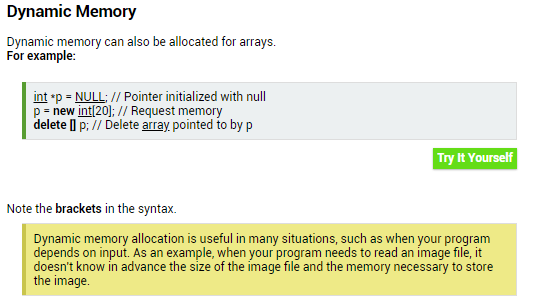 Dynamic Memory
Dynamic memory can also be allocated for arrays.
For example:
int *p = NULL; // Pointer initialized with null
p = new int[20]; // Request memory
delete [] p; // Delete array pointed to by p
Try It Yourself
Note the brackets in the syntax.
Dynamic memory allocation is useful in many situations, such as when your program
depends on input. As an example, when your program needs to read an image file, it
doesn't know in advance the size of the image file and the memory necessary to store
the image.